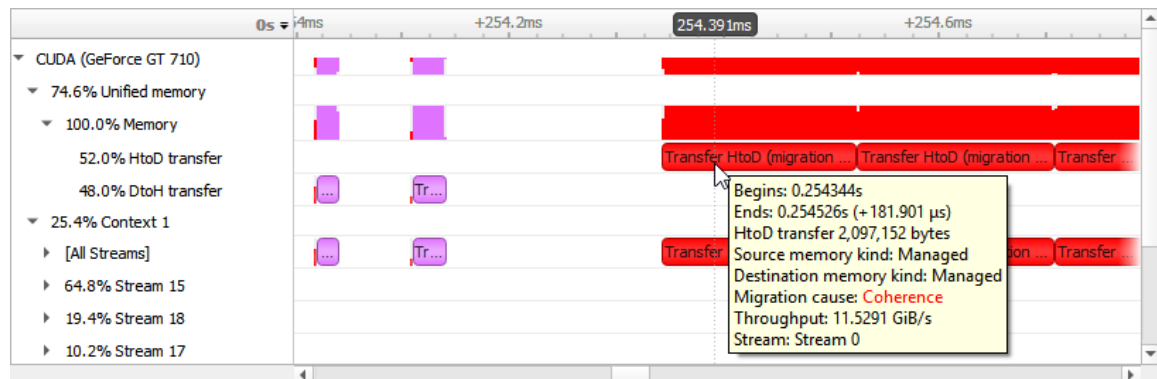 0s 4ms +254.2ms 254.391ms +254.6ms
CUDA (GeForce GT 710)
74.6% Unified memory
100.0% Memory
52.0% HtoD transfer Transfer HtoD (migration ... Transfer HtoD (migration ... Transfer ...
48.0% DtoH transfer ... Tr...
25.4% Context 1
[All Streams] ... Tr... Transfer ion ... Transfer ...
64.8% Stream 15
19.4% Stream 18
10.2% Stream 17
Begins: 0.254344s
Ends: 0.254526s (+181.901 µs)
HtoD transfer 2,097,152 bytes
Source memory kind: Managed
Destination memory kind: Managed
Migration cause: Coherence
Throughput: 11.5291 GiB/s
Stream: Stream 0